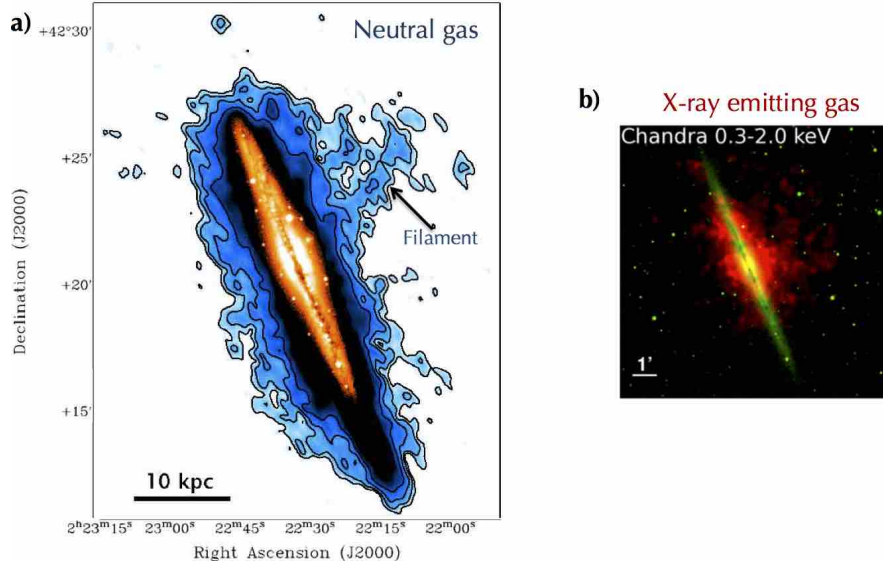 a)
Neutral gas
+42°30′
+25′
+20′
+15′
Declination (J2000)
Filament
10 kpc
2ʰ23ᵐ15ˢ 23ᵐ00ˢ 22ᵐ45ˢ 22ᵐ30ˢ 22ᵐ15ˢ 22ᵐ00ˢ
Right Ascension (J2000)
b)
X-ray emitting gas
Chandra 0.3-2.0 keV
1'